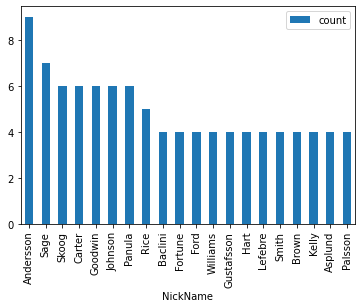 count
8
6
4
2
0
Andersson
Sage
Skoog
Carter
Goodwin
Johnson
Panula
Rice
Baclini
Fortune
Ford
Williams
Gustafsson
Hart
Lefebre
Smith
Brown
Kelly
Asplund
Palsson
NickName